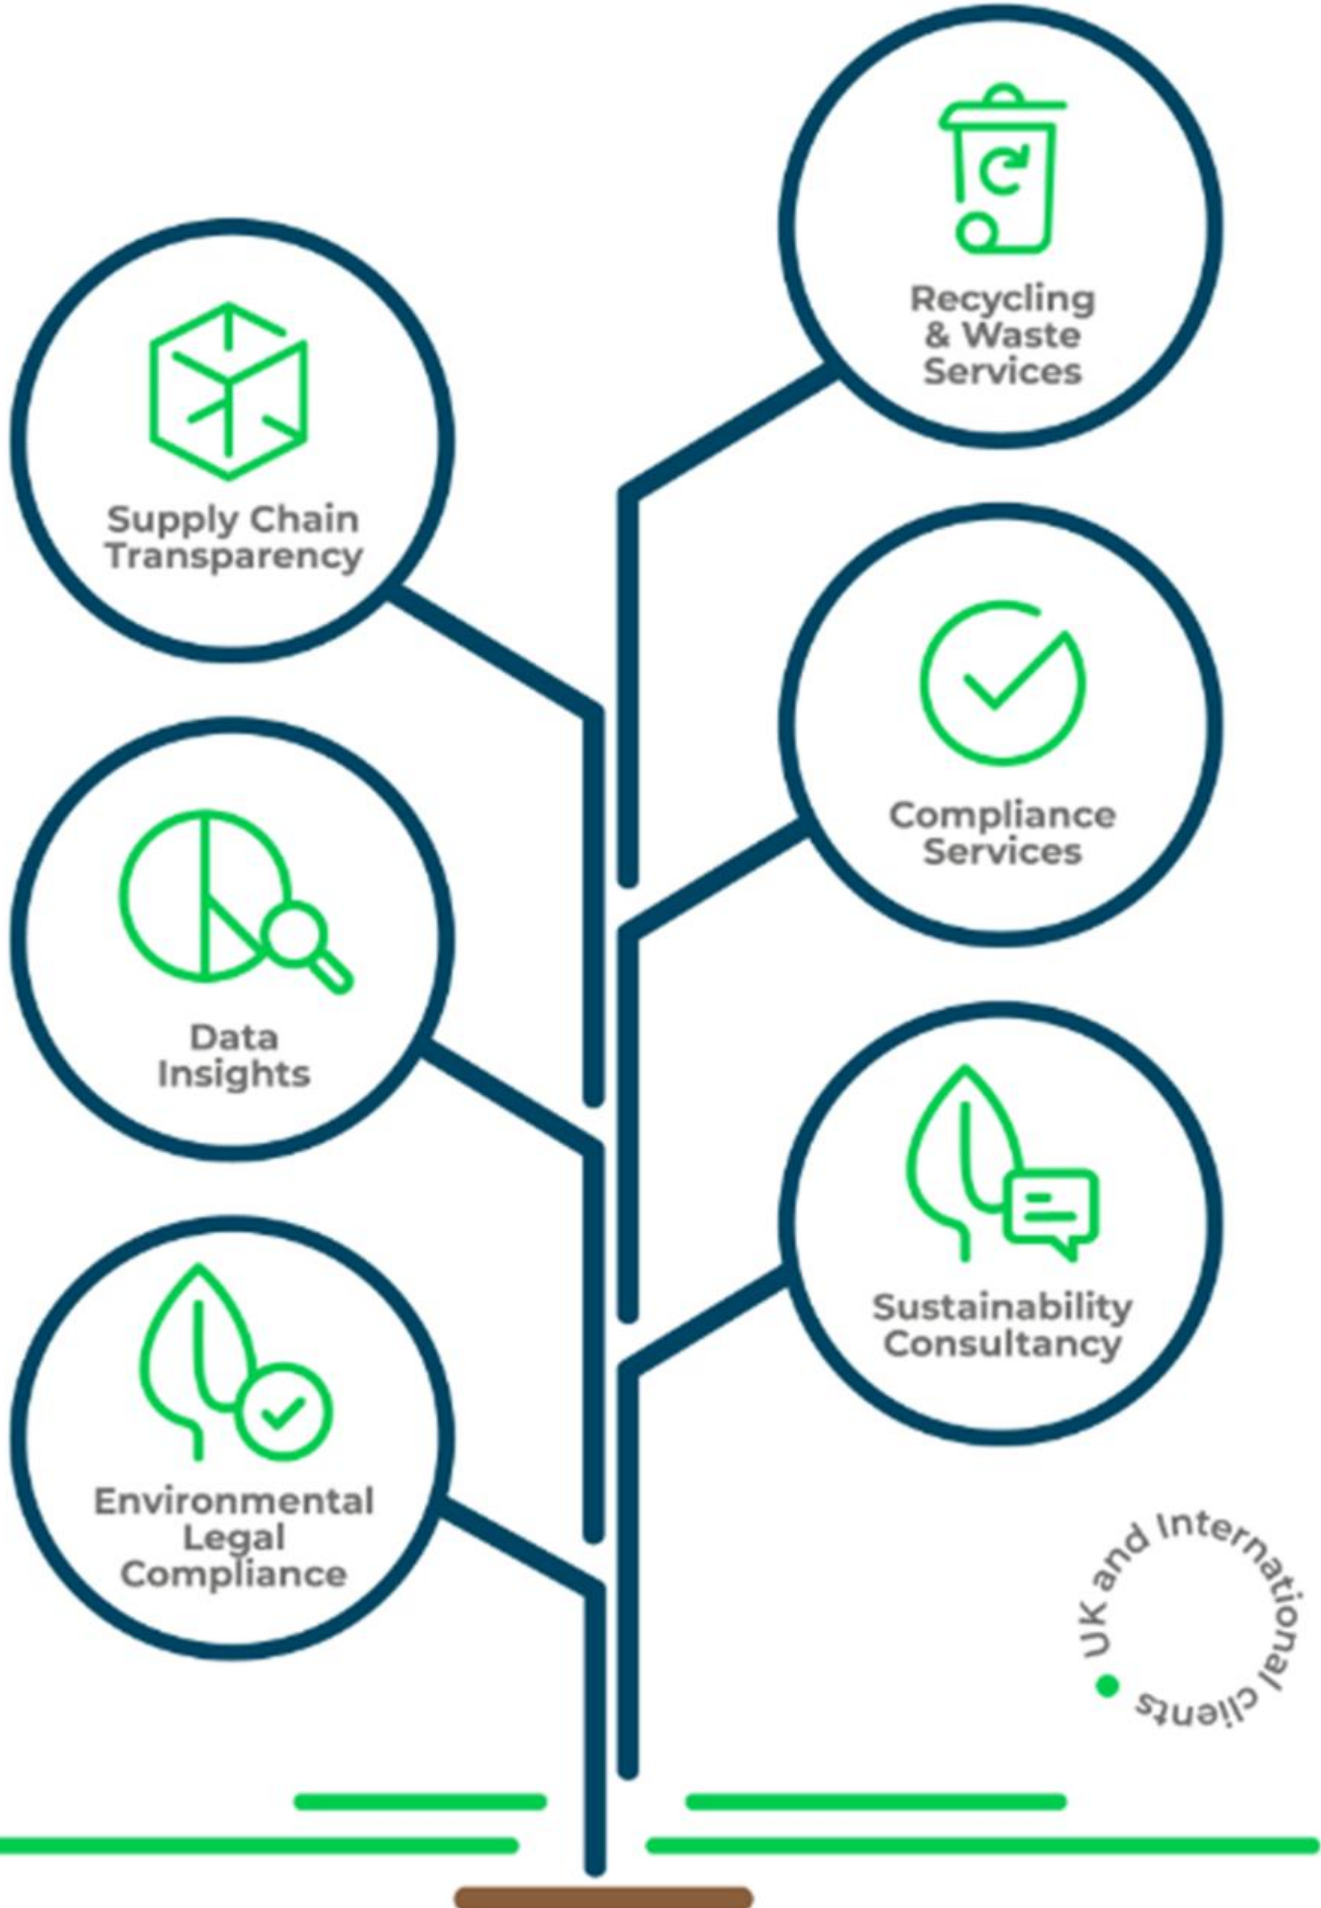 Recycling
& Waste
Services
Supply Chain
Transparency
Compliance
Services
Data
Insights
Sustainability
Consultancy
Environmental
Legal
Compliance
UK and International clients